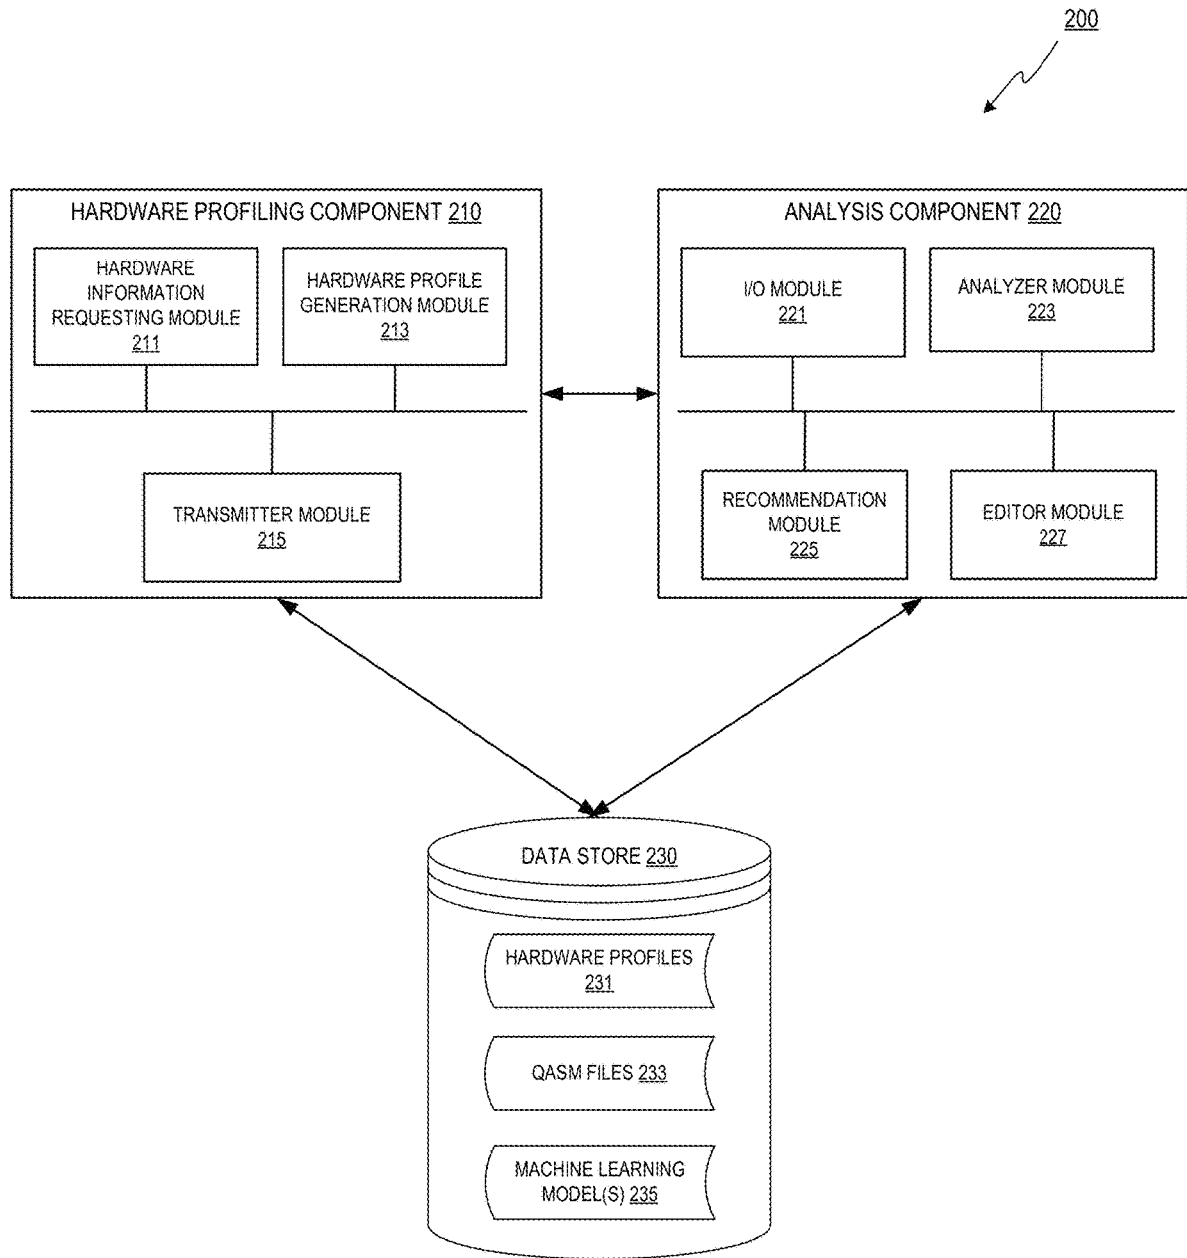 200
HARDWARE PROFILING COMPONENT 210
HARDWARE
INFORMATION
REQUESTING MODULE
211
HARDWARE PROFILE
GENERATION MODULE
213
TRANSMITTER MODULE
215
ANALYSIS COMPONENT 220
I/O MODULE
221
ANALYZER MODULE
223
RECOMMENDATION
MODULE
225
EDITOR MODULE
227
DATA STORE 230
HARDWARE PROFILES
231
QASM FILES 233
MACHINE LEARNING
MODEL(S) 235